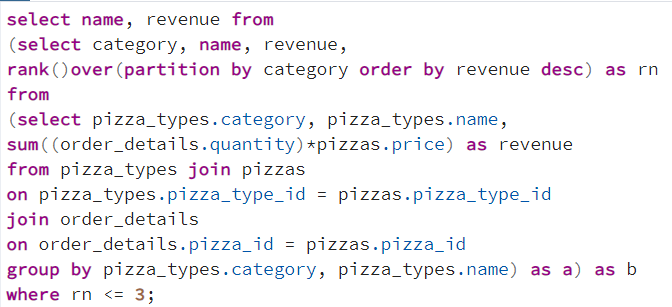 select name, revenue from
(select category, name, revenue,
rank()over(partition by category order by revenue desc) as rn
from
(select pizza_types.category, pizza_types.name,
sum((order_details.quantity)*pizzas.price) as revenue
from pizza_types join pizzas
on pizza_types.pizza_type_id = pizzas.pizza_type_id
join order_details
on order_details.pizza_id = pizzas.pizza_id
group by pizza_types.category, pizza_types.name) as a) as b
where rn <= 3;